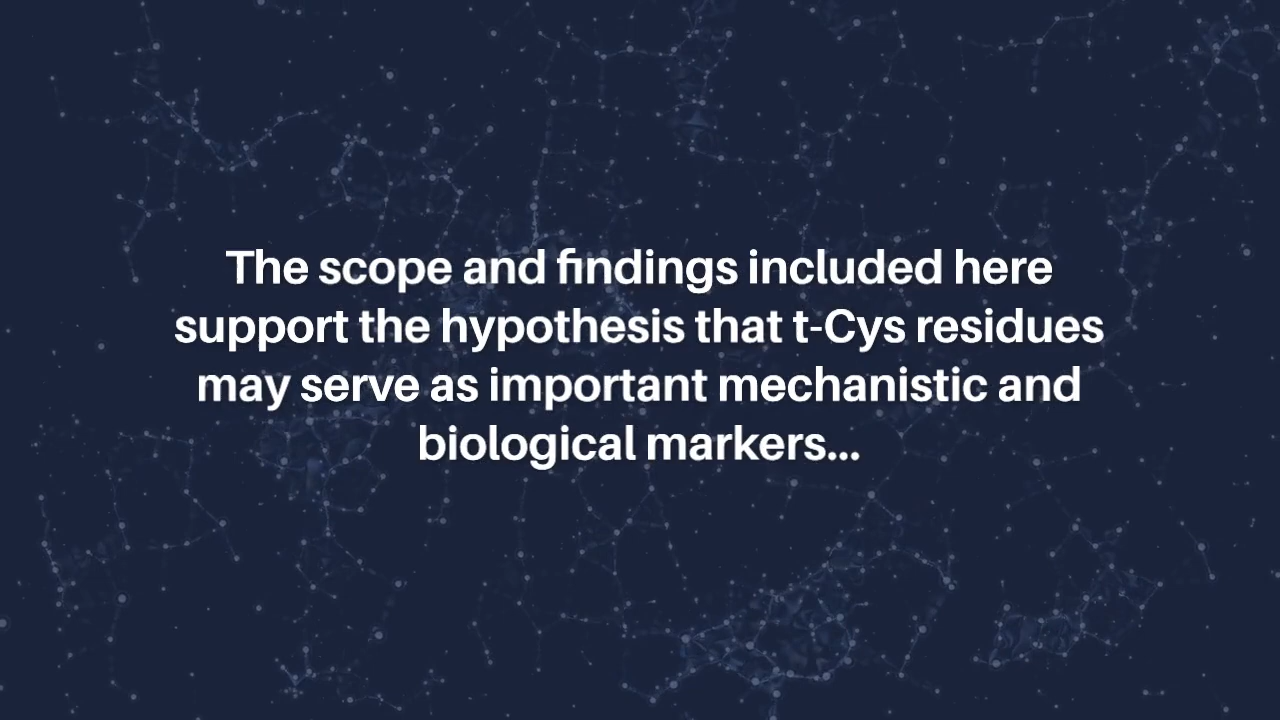 The scope and findings included here
support the hypothesis that t-Cys residues
may serve as important mechanistic and
biological markers...